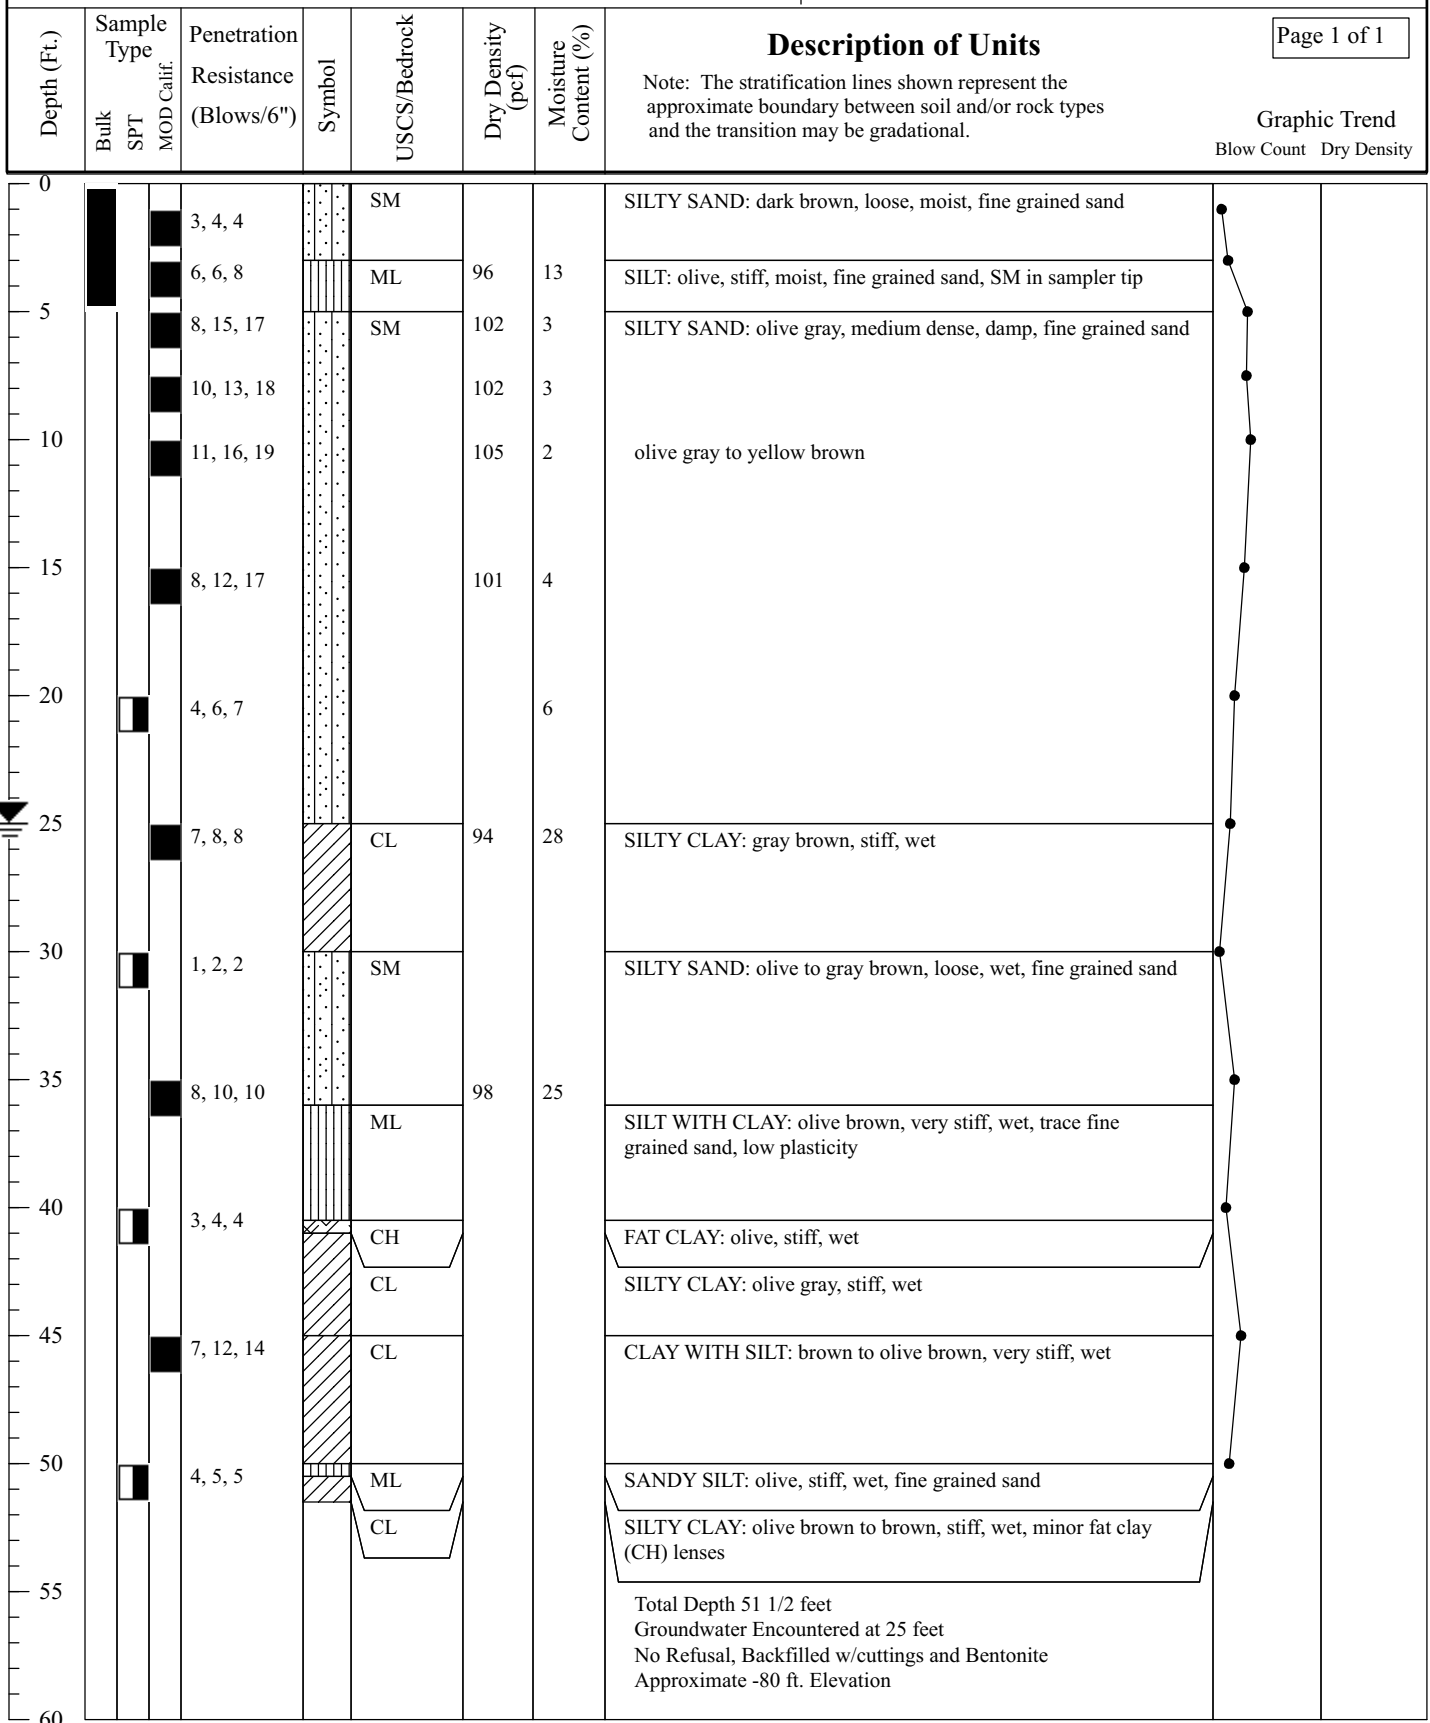 Depth (Ft.)
Sample
Type
Bulk
SPT
MOD Calif.
Penetration
Resistance
(Blows/6")
Symbol
USCS/Bedrock
Dry Density
(pcf)
Moisture
Content (%)
Description of Units
Note: The stratification lines shown represent the
approximate boundary between soil and/or rock types
and the transition may be gradational.
Page 1 of 1
Graphic Trend
Blow Count Dry Density
0
SM SILTY SAND: dark brown, loose, moist, fine grained sand
3, 4, 4
6, 6, 8 ML 96 13 SILT: olive, stiff, moist, fine grained sand, SM in sampler tip
5
8, 15, 17 SM 102 3 SILTY SAND: olive gray, medium dense, damp, fine grained sand
10, 13, 18 102 3
10
11, 16, 19 105 2 olive gray to yellow brown
15
8, 12, 17 101 4
20
4, 6, 7 6
25
7, 8, 8 CL 94 28 SILTY CLAY: gray brown, stiff, wet
30
1, 2, 2 SM SILTY SAND: olive to gray brown, loose, wet, fine grained sand
35
8, 10, 10 98 25
ML SILT WITH CLAY: olive brown, very stiff, wet, trace fine
grained sand, low plasticity
40
3, 4, 4
CH FAT CLAY: olive, stiff, wet
CL SILTY CLAY: olive gray, stiff, wet
45
7, 12, 14 CL CLAY WITH SILT: brown to olive brown, very stiff, wet
50
4, 5, 5 ML SANDY SILT: olive, stiff, wet, fine grained sand
CL SILTY CLAY: olive brown to brown, stiff, wet, minor fat clay
(CH) lenses
55
Total Depth 51 1/2 feet
Groundwater Encountered at 25 feet
No Refusal, Backfilled w/cuttings and Bentonite
Approximate -80 ft. Elevation
60